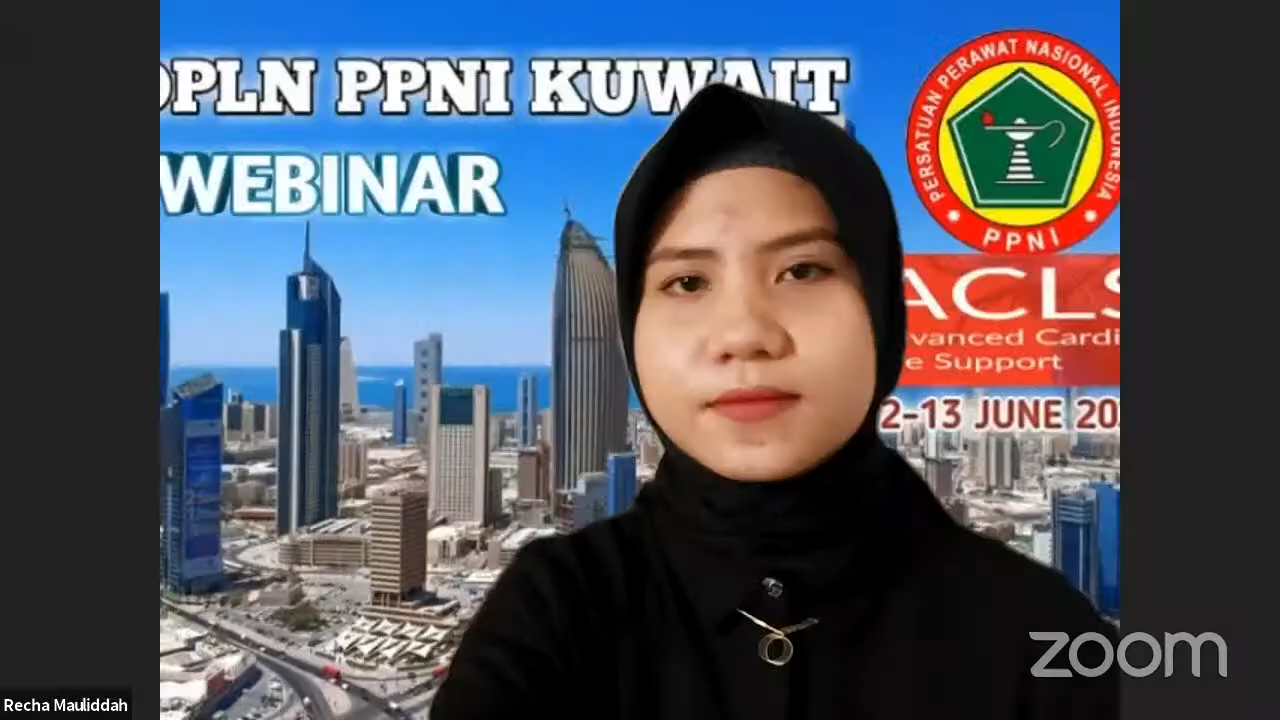 DPLN PPNI KUWAIT
WEBINAR
PERSATUAN PERAWAT NASIONAL INDONESIA
PPNI
ACLS
vanced Cardi
e Support
2-13 JUNE 20
zoom
Recha Mauliddah